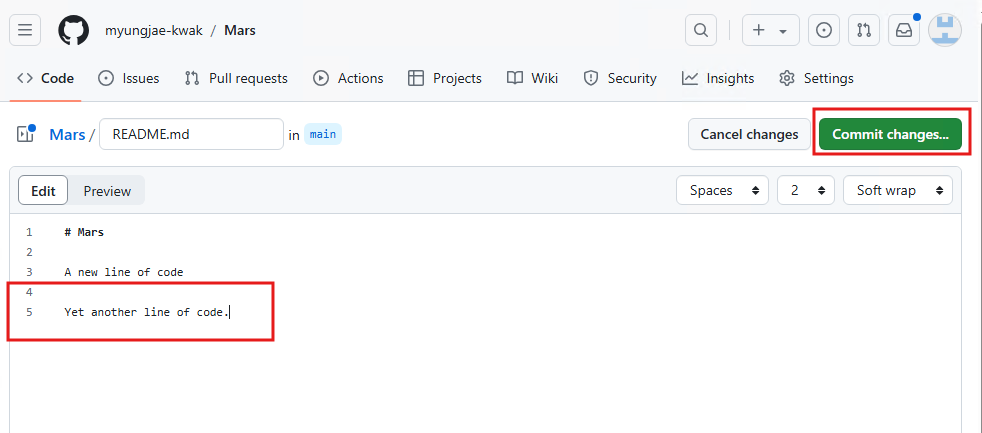 myungjae-kwak / Mars
Code Issues Pull requests Actions Projects Wiki Security Insights Settings
Mars / README.md in main Cancel changes Commit changes...
Edit Preview Spaces 2 Soft wrap
1 # Mars
2
3 A new line of code
4
5 Yet another line of code.